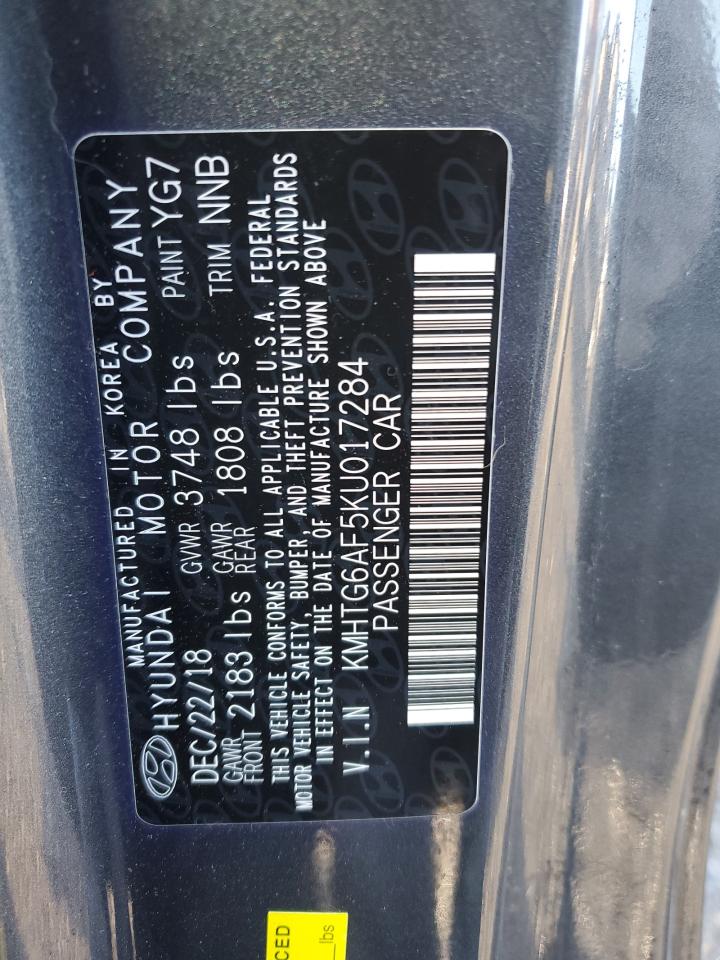 MANUFACTURED IN KOREA BY
HYUNDAI MOTOR COMPANY
DEC/22/18 GVWR 3748 lbs PAINT YG7
GAWR FRONT 2183 lbs GAWR REAR 1808 lbs TRIM NNB
THIS VEHICLE CONFORMS TO ALL APPLICABLE U.S.A. FEDERAL
MOTOR VEHICLE SAFETY, BUMPER, AND THEFT PREVENTION STANDARDS
IN EFFECT ON THE DATE OF MANUFACTURE SHOWN ABOVE
V.I.N KMHTG6AF5KU017284
PASSENGER CAR
C
CED
lbs